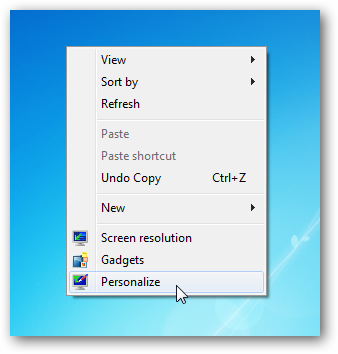 View
Sort by
Refresh
Paste
Paste shortcut
Undo Copy Ctrl+Z
New
Screen resolution
Gadgets
Personalize